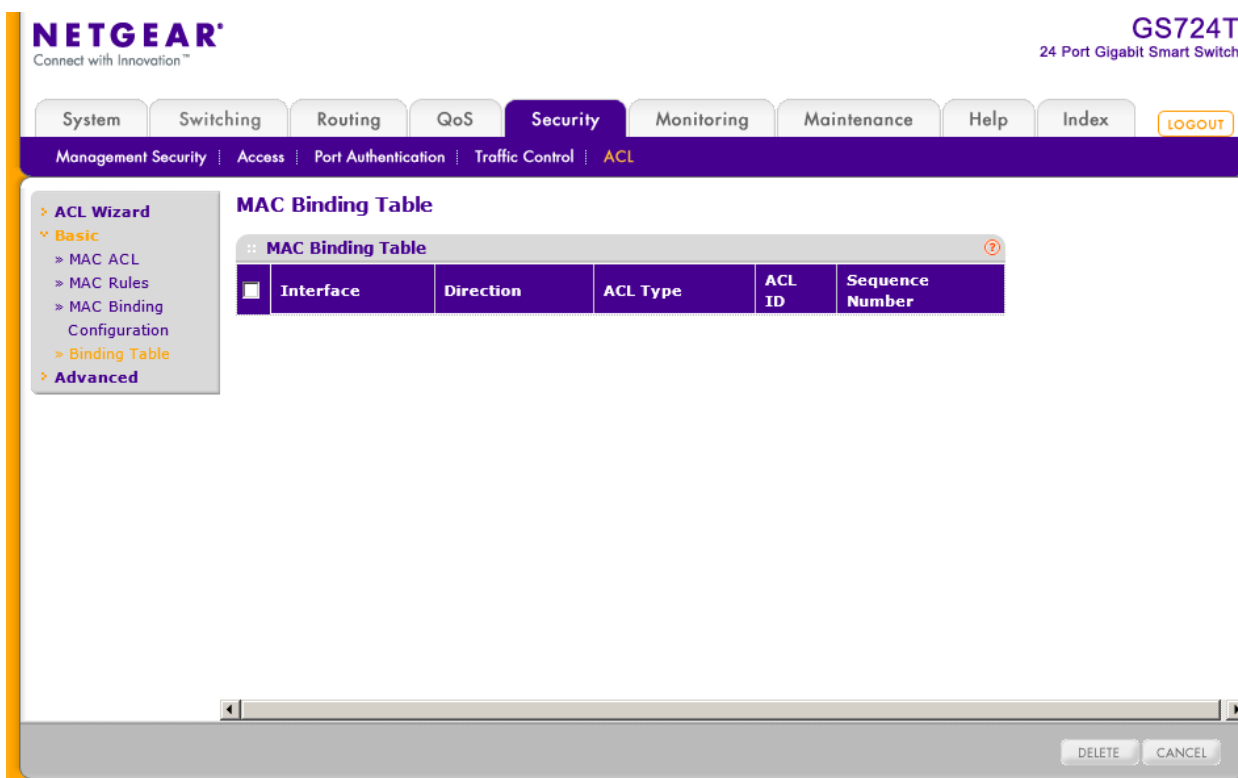 NETGEAR®
Connect with Innovation™
GS724T
24 Port Gigabit Smart Switch
System Switching Routing QoS Security Monitoring Maintenance Help Index LOGOUT
Management Security Access Port Authentication Traffic Control ACL
ACL Wizard
Basic
» MAC ACL
» MAC Rules
» MAC Binding
Configuration
» Binding Table
Advanced
MAC Binding Table
MAC Binding Table ?
Interface Direction ACL Type ACL ID Sequence Number
DELETE CANCEL